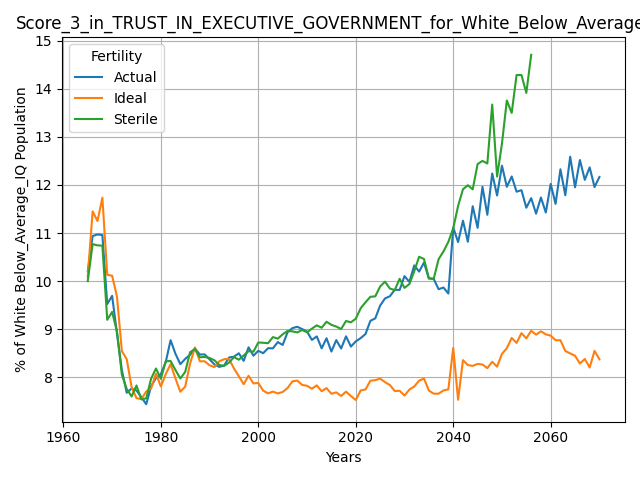 Score_3_in_TRUST_IN_EXECUTIVE_GOVERNMENT_for_White_Below_Average
15
14
13
12
11
10
9
8
% of White Below_Average_IQ Population
Fertility
Actual
Ideal
Sterile
1960
1980
2000
2020
2040
2060
Years